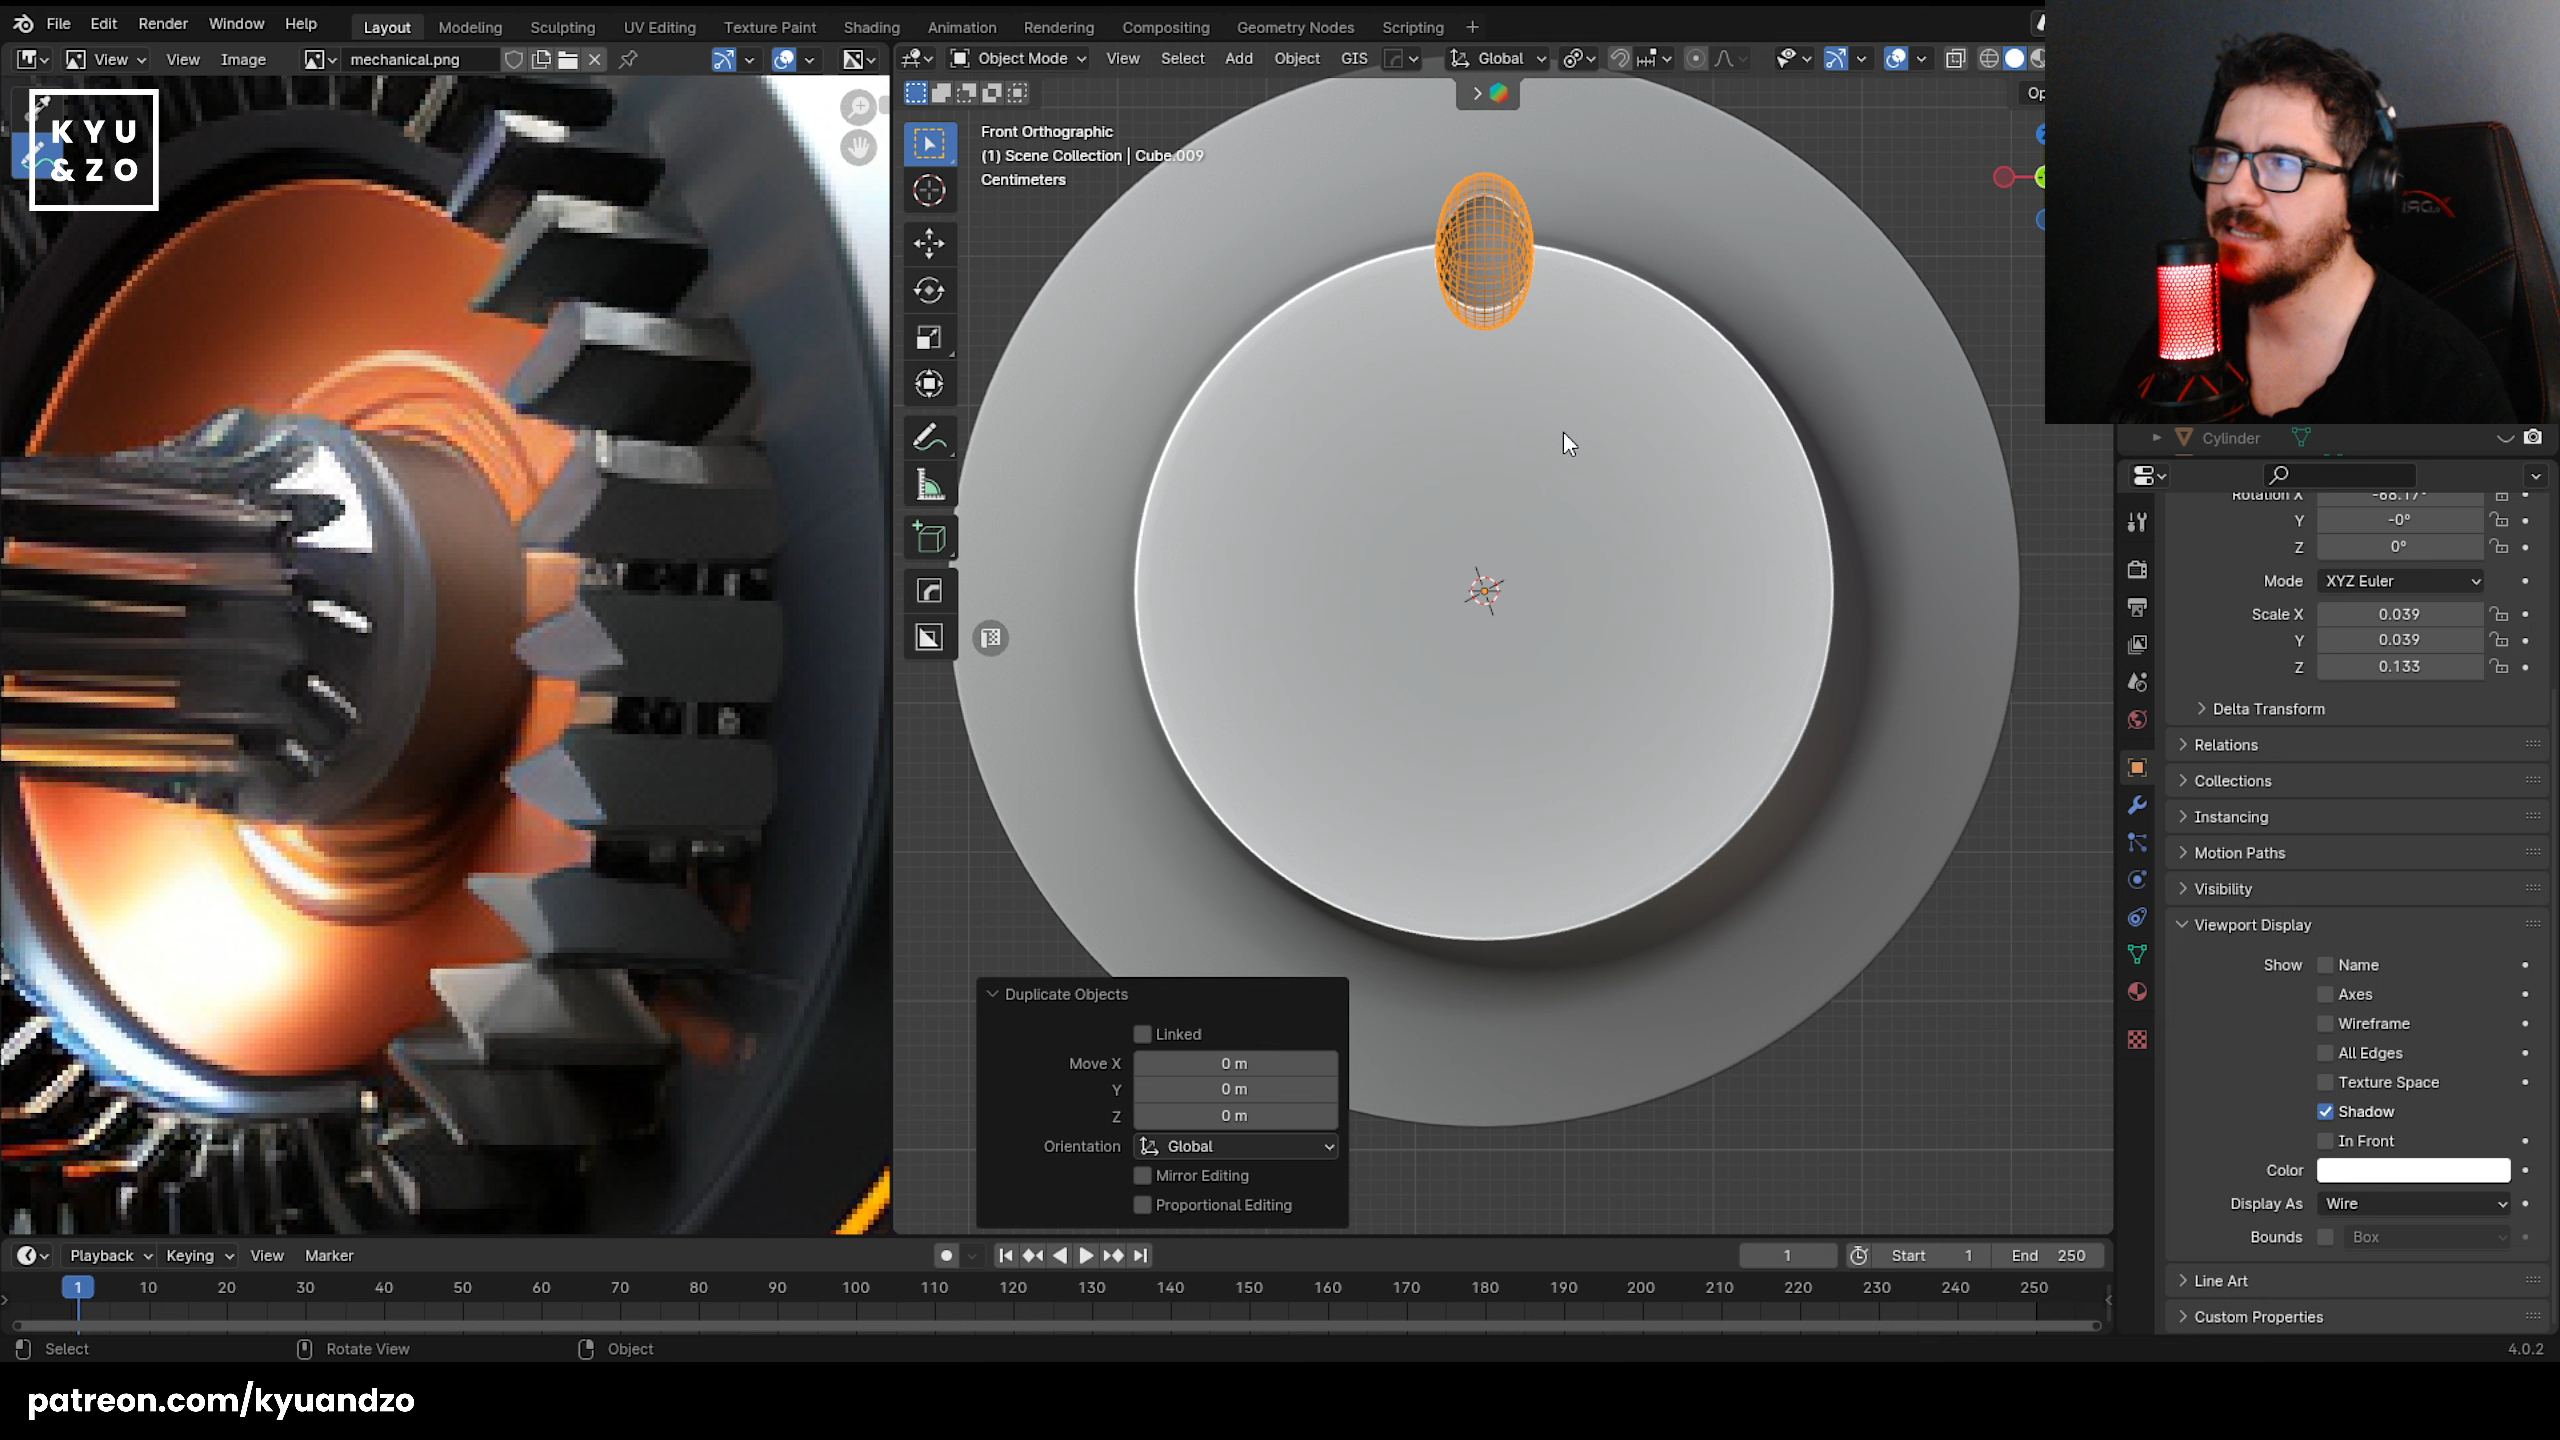 File Edit Render Window Help Layout Modeling Sculpting UV Editing Texture Paint Shading Animation Rendering Compositing Geometry Nodes Scripting +
View View Image mechanical.png
Object Mode View Select Add Object GIS Global
KYU
&ZO
Op
Front Orthographic
(1) Scene Collection | Cube.009
Centimeters
Cylinder
Rotation X -68.17°
Y -0°
Z 0°
Mode XYZ Euler
Scale X 0.039
Y 0.039
Z 0.133
Delta Transform
Relations
Collections
Instancing
Motion Paths
Visibility
Viewport Display
Show Name
Axes
Wireframe
All Edges
Texture Space
Shadow
In Front
Color
Display As Wire
Bounds Box
Line Art
Custom Properties
Duplicate Objects
Linked
Move X 0 m
Y 0 m
Z 0 m
Orientation Global
Mirror Editing
Proportional Editing
Playback Keying View Marker 1 Start 1 End 250
1 10 20 30 40 50 60 70 80 90 100 110 120 130 140 150 160 170 180 190 200 210 220 230 240 250
Select Rotate View Object 4.0.2
patreon.com/kyuandzo